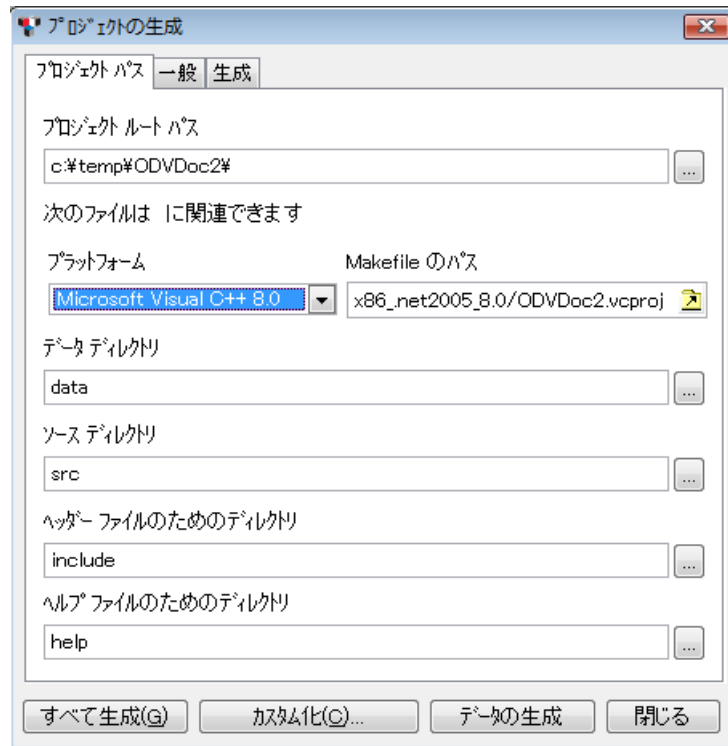 プロジェクトの生成
プロジェクト パス 一般 生成
プロジェクト ルート パス
c:¥temp¥ODVDoc2¥
...
次のファイルは に関連できます
プラットフォーム Makefile のパス
Microsoft Visual C++ 8.0 x86_.net2005_8.0/ODVDoc2.vcproj
データ ディレクトリ
data
...
ソース ディレクトリ
src
...
ヘッダー ファイルのためのディレクトリ
include
...
ヘルプ ファイルのためのディレクトリ
help
...
すべて生成(G) カスタム化(C)... データの生成 閉じる